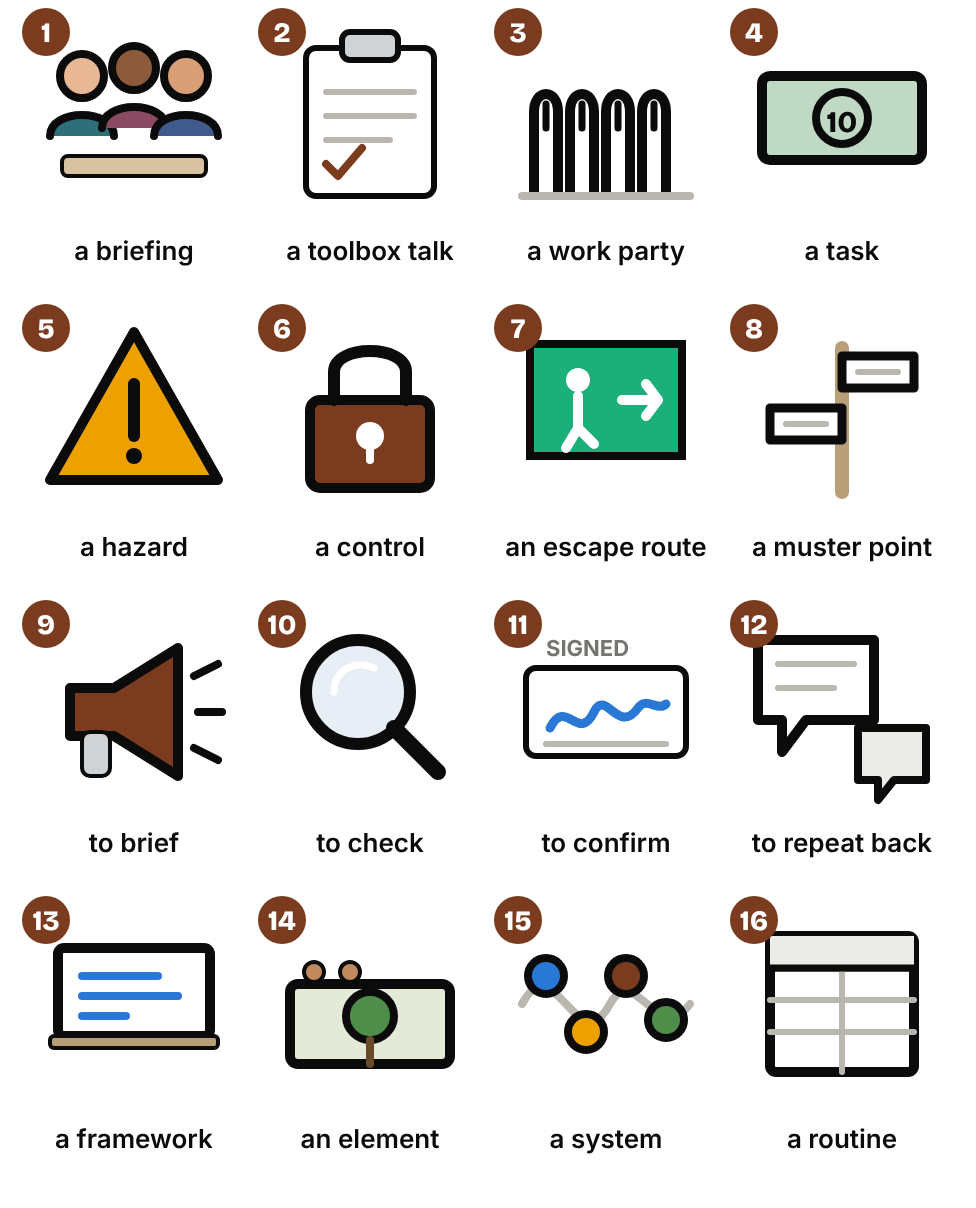 1 2 3 4
10
a briefing a toolbox talk a work party a task
5 6 7 8
a hazard a control an escape route a muster point
9 10 11 12
SIGNED
to brief to check to confirm to repeat back
13 14 15 16
a framework an element a system a routine